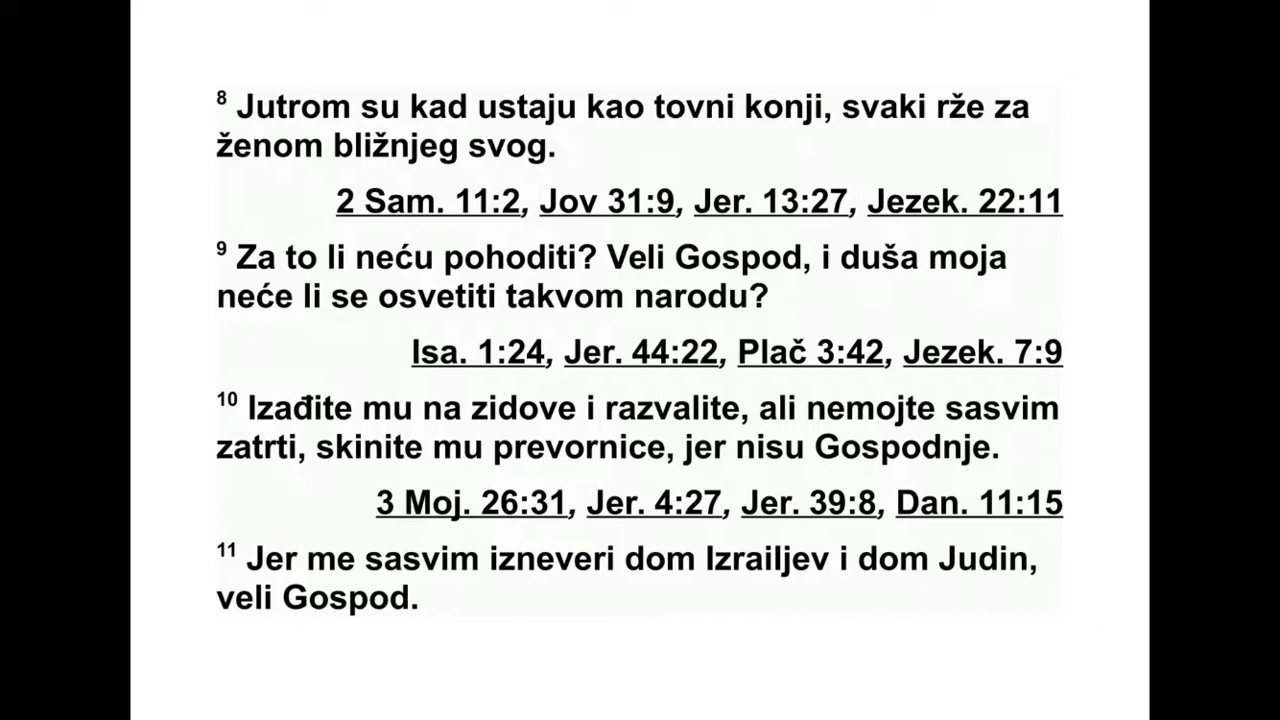 8 Jutrom su kad ustaju kao tovni konji, svaki rže za
ženom bližnjeg svog.
2 Sam. 11:2, Jov 31:9, Jer. 13:27, Jezek. 22:11
9 Za to li neću pohoditi? Veli Gospod, i duša moja
neće li se osvetiti takvom narodu?
Isa. 1:24, Jer. 44:22, Plač 3:42, Jezek. 7:9
10 Izađite mu na zidove i razvalite, ali nemojte sasvim
zatrti, skinite mu prevornice, jer nisu Gospodnje.
3 Moj. 26:31, Jer. 4:27, Jer. 39:8, Dan. 11:15
11 Jer me sasvim izneveri dom Izrailjev i dom Judin,
veli Gospod.